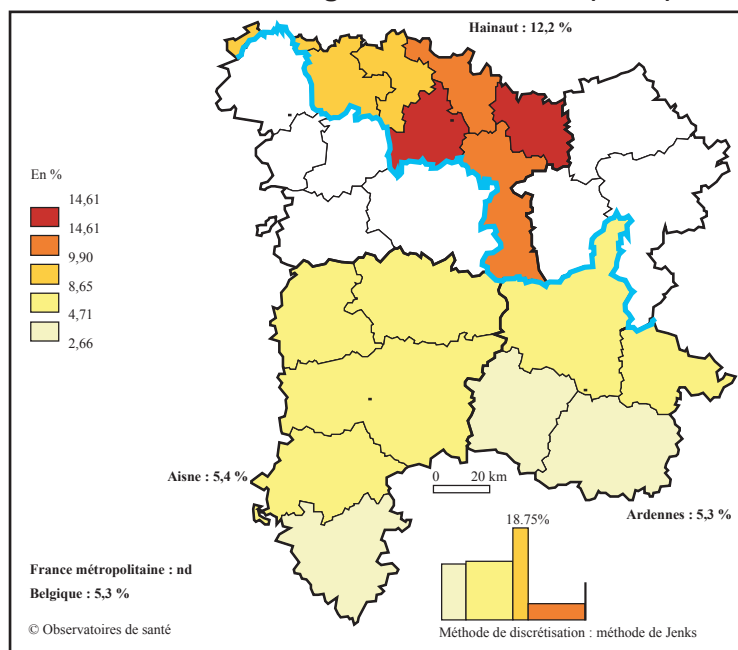 Hainaut : 12,2 %
En %
14,61
14,61
9,90
8,65
4,71
2,66
Aisne : 5,4 %
0 20 km
Ardennes : 5,3 %
18.75%
France métropolitaine : nd
Belgique : 5,3 %
© Observatoires de santé
Méthode de discrétisation : méthode de Jenks